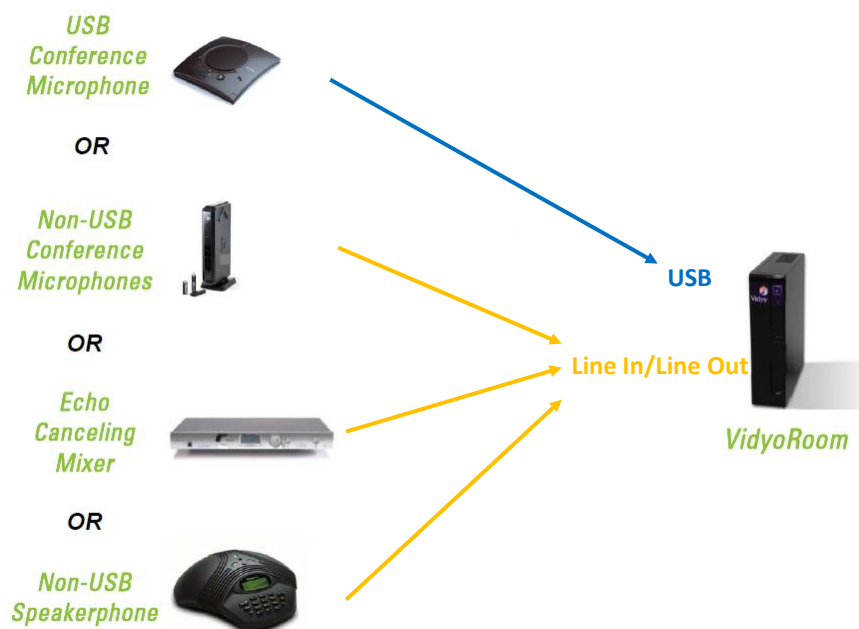 USB
Conference
Microphone
OR
Non-USB
Conference
Microphones
OR
Echo
Canceling
Mixer
OR
Non-USB
Speakerphone
USB
Line In/Line Out
Vidyo
VidyoRoom